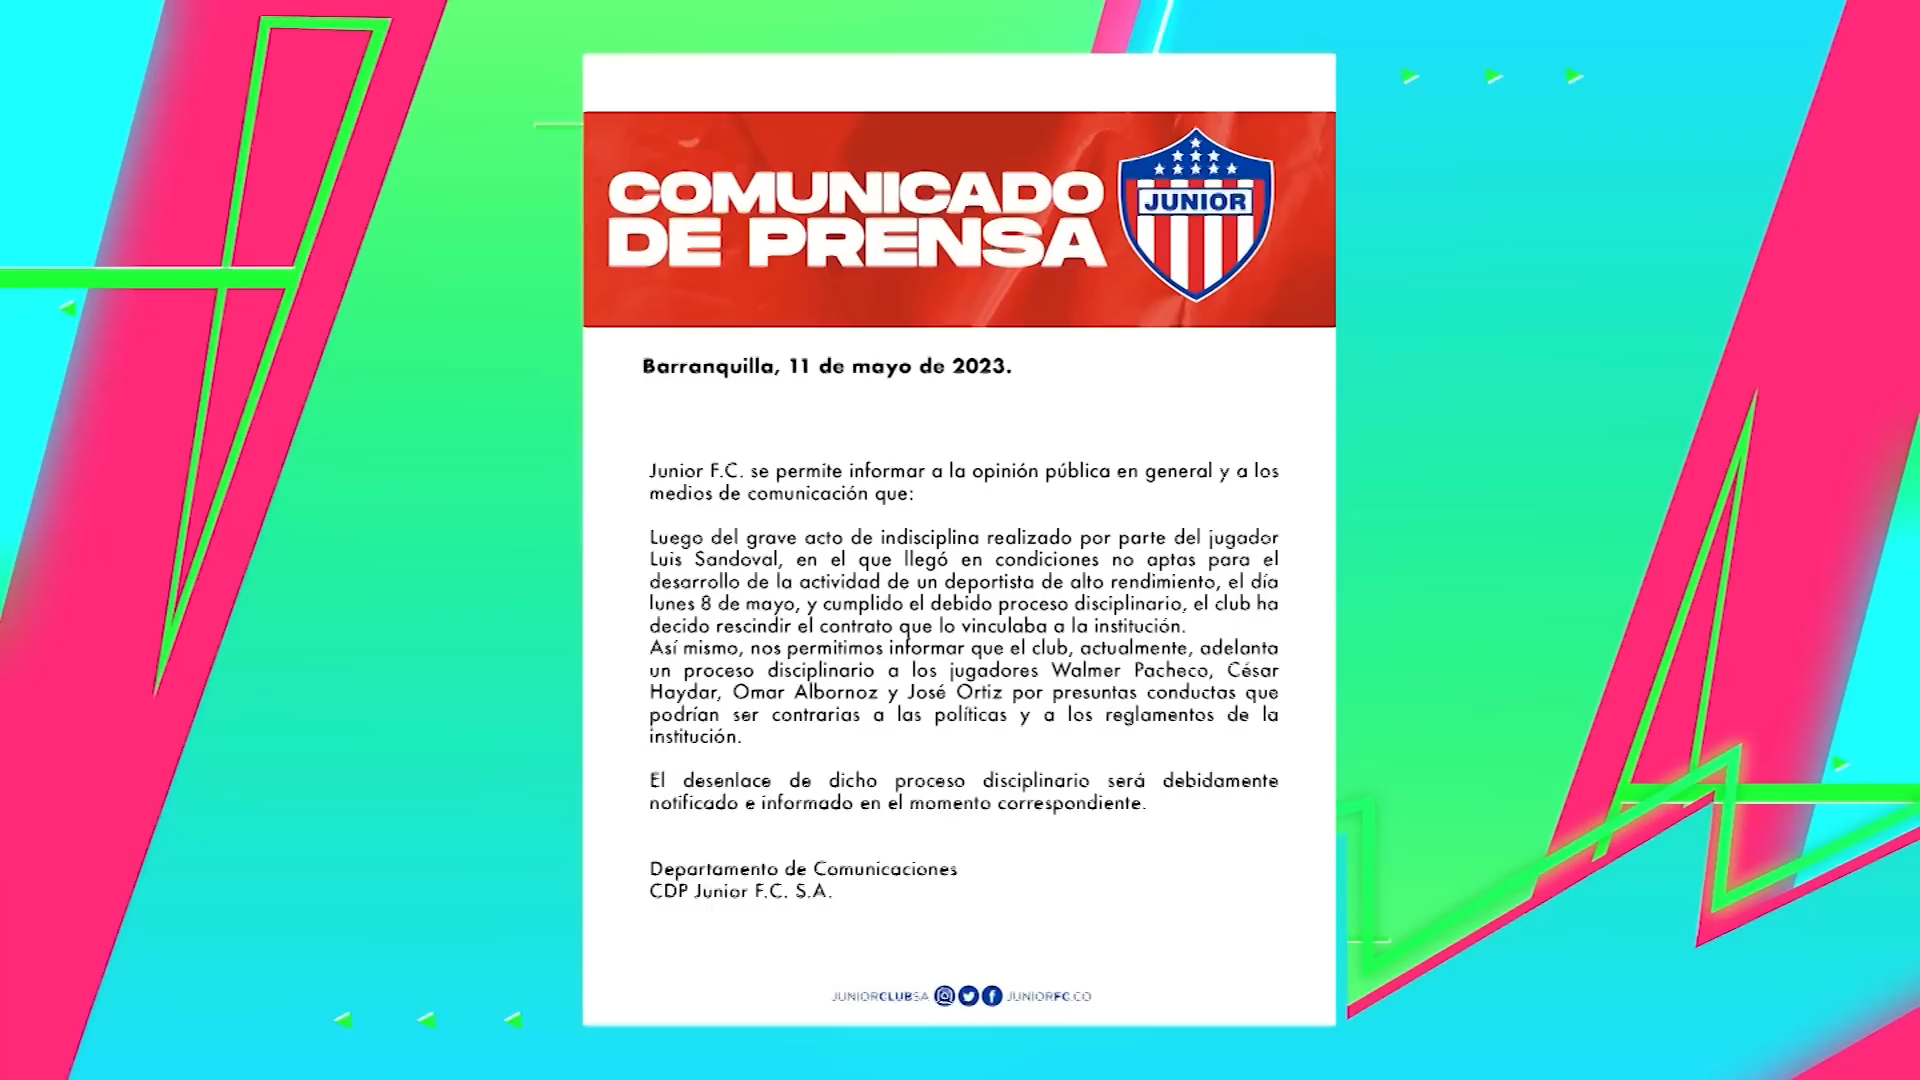 COMUNICADO
DE PRENSA
JUNIOR
Barranquilla, 11 de mayo de 2023.
Junior F.C. se permite informar a la opinión pública en general y a los
medios de comunicación que:
Luego del grave acto de indisciplina realizado por parte del jugador
Luis Sandoval, en el que llegó en condiciones no aptas para el
desarrollo de la actividad de un deportista de alto rendimiento, el día
lunes 8 de mayo, y cumplido el debido proceso disciplinario, el club ha
decido rescindir el contrato que lo vinculaba a la institución.
Así mismo, nos permitimos informar que el club, actualmente, adelanta
un proceso disciplinario a los jugadores Walmer Pacheco, César
Haydar, Omar Albornoz y José Ortiz por presuntas conductas que
podrían ser contrarias a las políticas y a los reglamentos de la
institución.
El desenlace de dicho proceso disciplinario será debidamente
notificado e informado en el momento correspondiente.
Departamento de Comunicaciones
CDP Junior F.C. S.A.
JUNIORCLUBSA JUNIORFC.CO